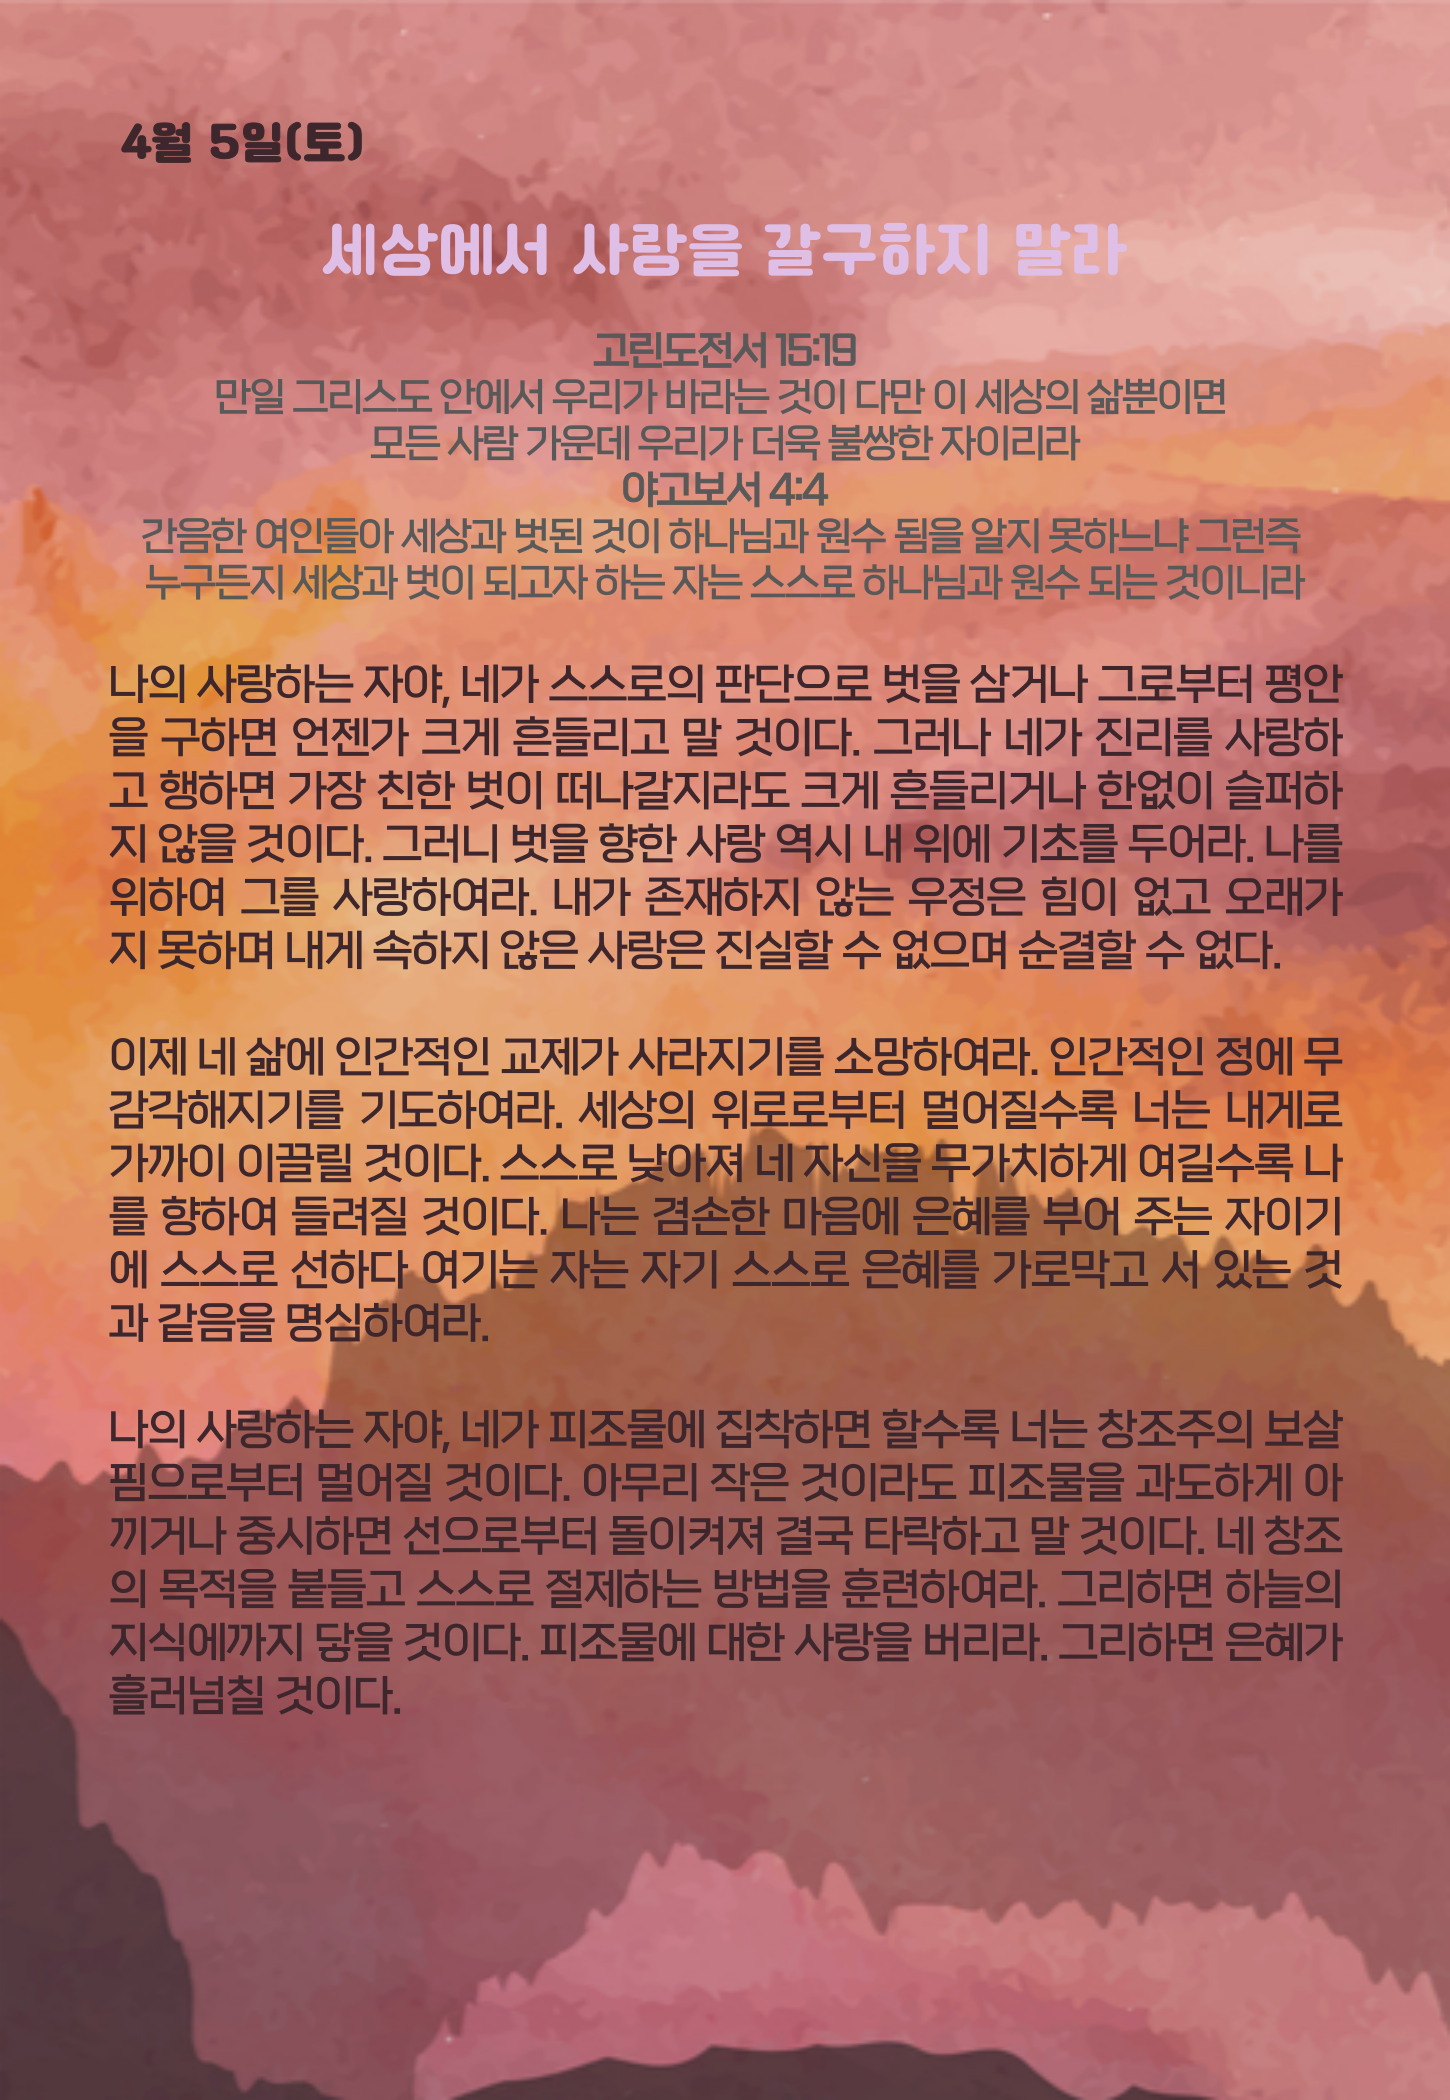 4월 5일(토)
세상에서 사랑을 갈구하지 말라
고린도전서 15:19
만일 그리스도 안에서 우리가 바라는 것이 다만 이 세상의 삶뿐이면
모든 사람 가운데 우리가 더욱 불쌍한 자이리라
야고보서 4:4
간음한 여인들아 세상과 벗된 것이 하나님과 원수 됨을 알지 못하느냐 그런즉
누구든지 세상과 벗이 되고자 하는 자는 스스로 하나님과 원수 되는 것이니라
나의 사랑하는 자야, 네가 스스로의 판단으로 벗을 삼거나 그로부터 평안
을 구하면 언젠가 크게 흔들리고 말 것이다. 그러나 네가 진리를 사랑하
고 행하면 가장 친한 벗이 떠나갈지라도 크게 흔들리거나 한없이 슬퍼하
지 않을 것이다. 그러니 벗을 향한 사랑 역시 내 위에 기초를 두어라. 나를
위하여 그를 사랑하여라. 내가 존재하지 않는 우정은 힘이 없고 오래가
지 못하며 내게 속하지 않은 사랑은 진실할 수 없으며 순결할 수 없다.
이제 네 삶에 인간적인 교제가 사라지기를 소망하여라. 인간적인 정에 무
감각해지기를 기도하여라. 세상의 위로로부터 멀어질수록 너는 내게로
가까이 이끌릴 것이다. 스스로 낮아져 네 자신을 무가치하게 여길수록 나
를 향하여 들려질 것이다. 나는 겸손한 마음에 은혜를 부어 주는 자이기
에 스스로 선하다 여기는 자는 자기 스스로 은혜를 가로막고 서 있는 것
과 같음을 명심하여라.
나의 사랑하는 자야, 네가 피조물에 집착하면 할수록 너는 창조주의 보살
핌으로부터 멀어질 것이다. 아무리 작은 것이라도 피조물을 과도하게 아
끼거나 중시하면 선으로부터 돌이켜져 결국 타락하고 말 것이다. 네 창조
의 목적을 붙들고 스스로 절제하는 방법을 훈련하여라. 그리하면 하늘의
지식에까지 닿을 것이다. 피조물에 대한 사랑을 버리라. 그리하면 은혜가
흘러넘칠 것이다.